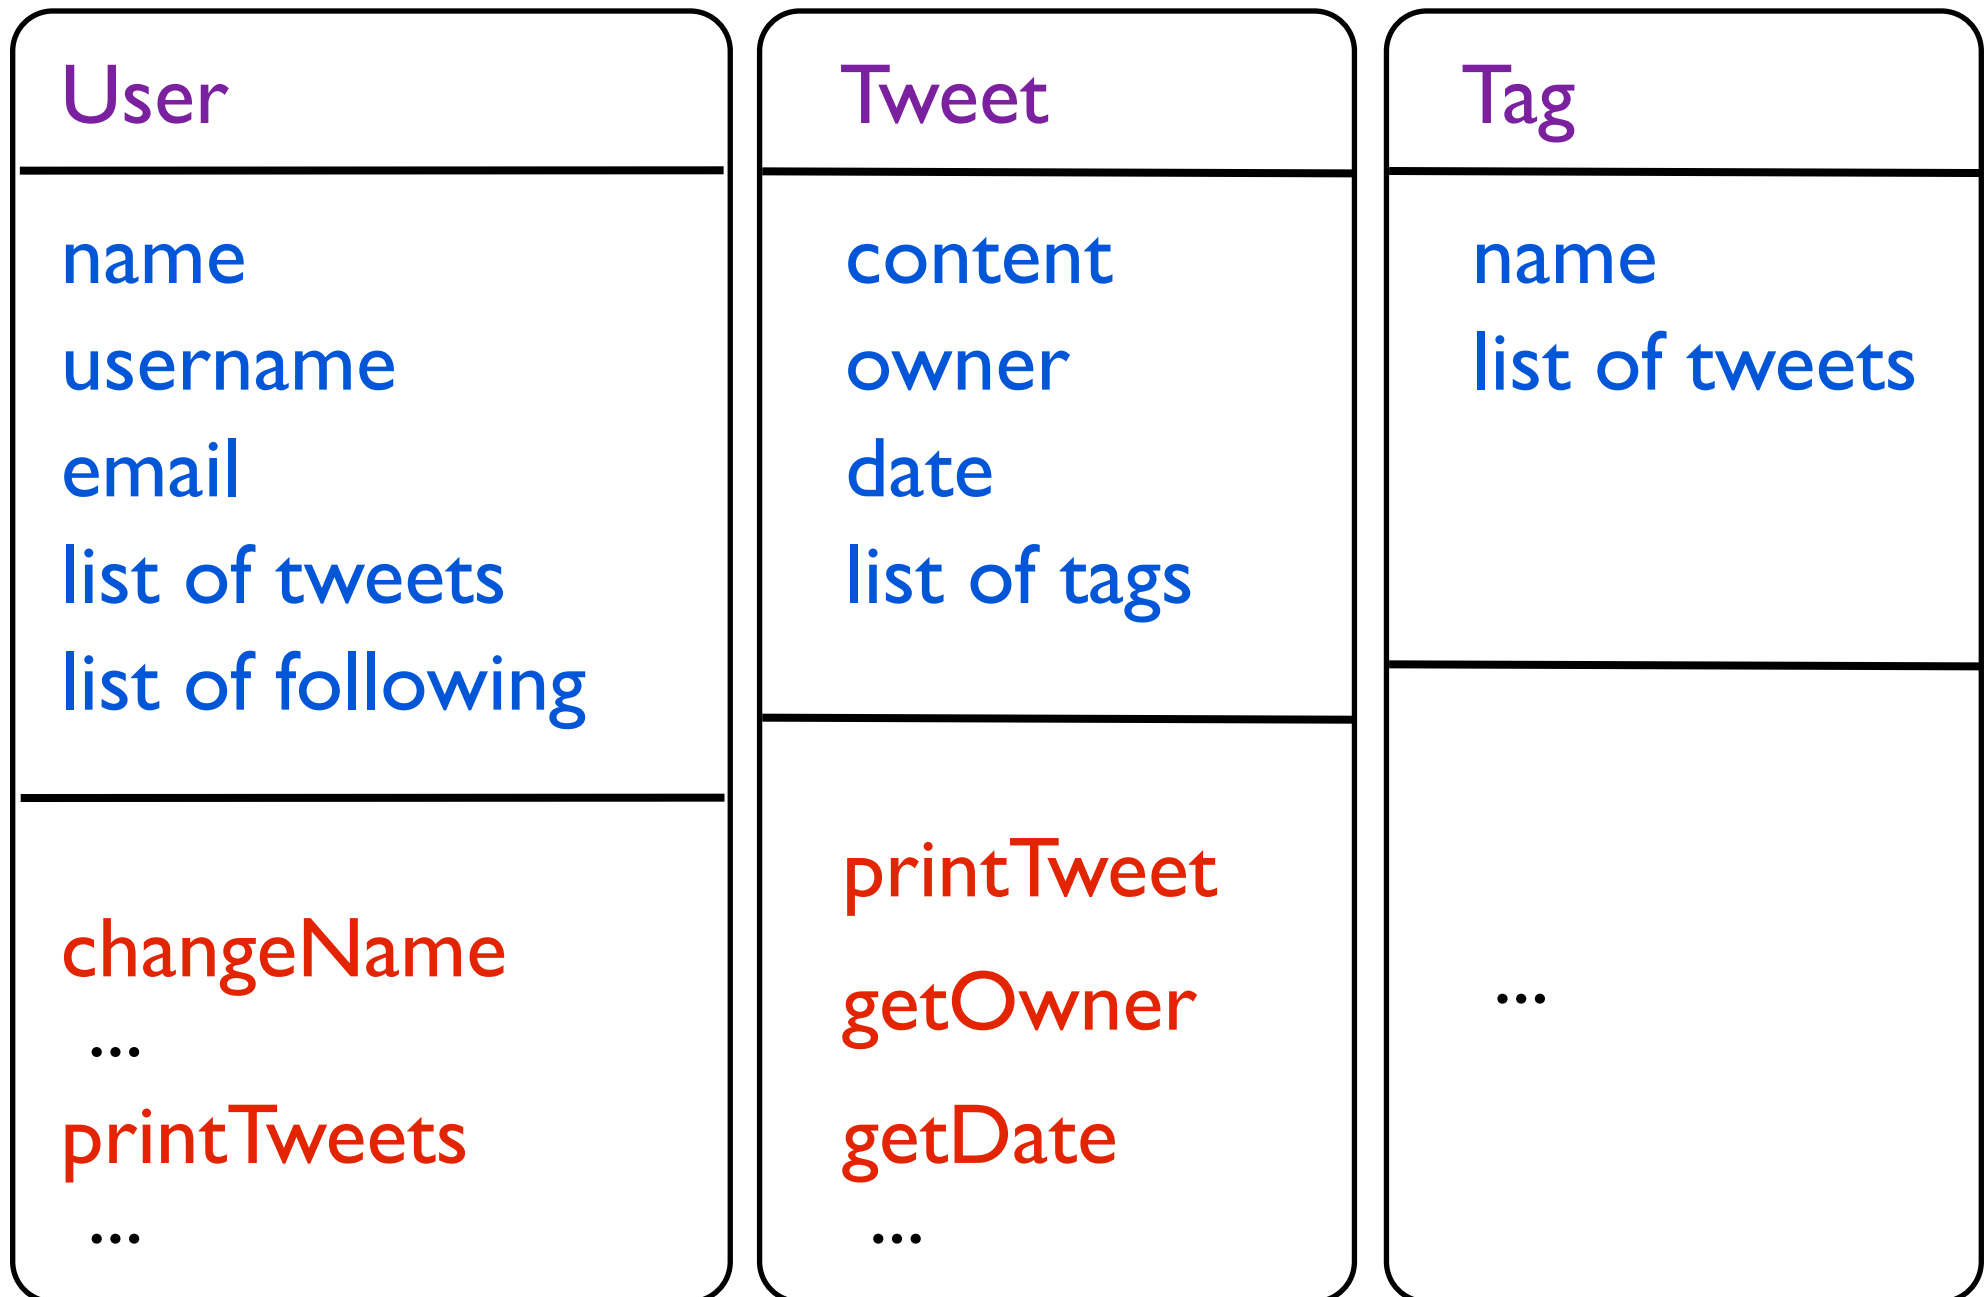 User
name
username
email
list of tweets
list of following
changeName
...
printTweets
...
Tweet
content
owner
date
list of tags
printTweet
getOwner
getDate
...
Tag
name
list of tweets
...